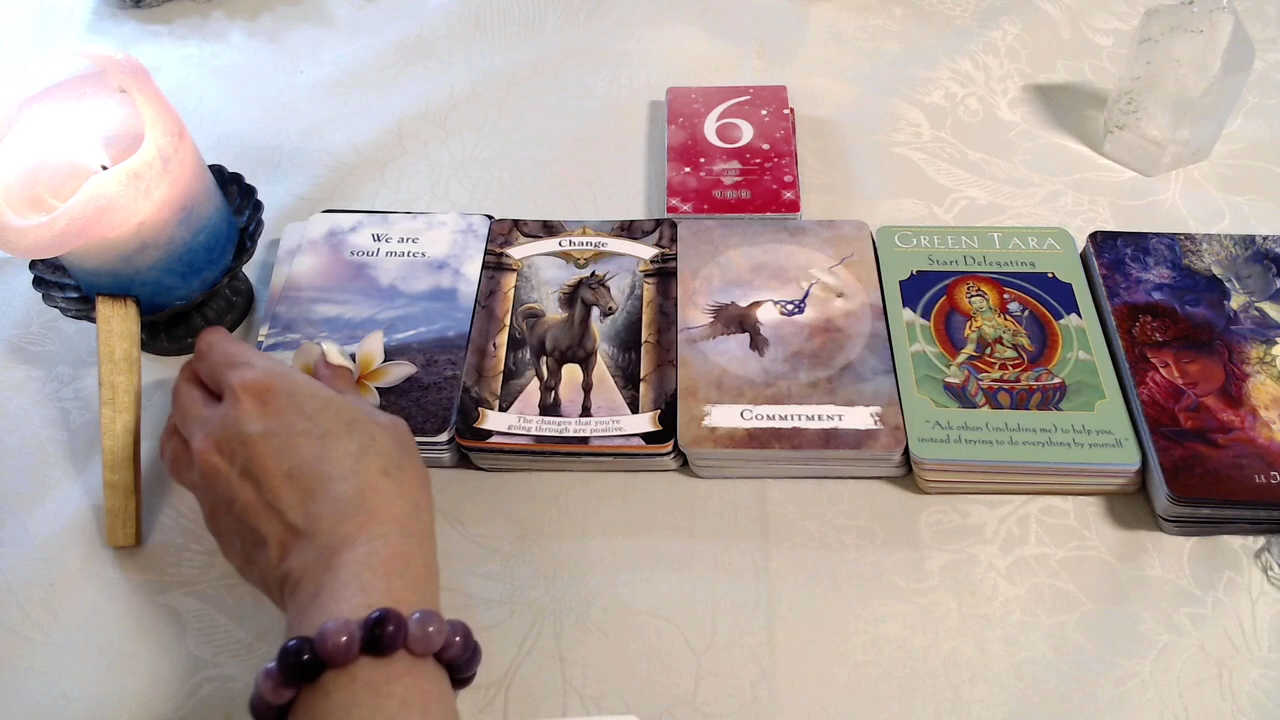 6
We are
soul mates.
Change
The changes that you're
going through are positive.
COMMITMENT
GREEN TARA
Start Delegating
"Ask others (including me) to help you,
instead of trying to do everything by yourself."
13.